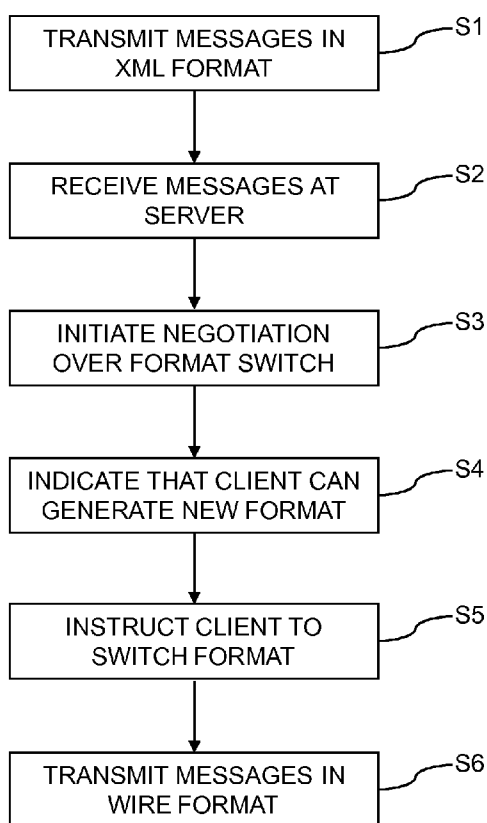 TRANSMIT MESSAGES IN
XML FORMAT
S1
RECEIVE MESSAGES AT
SERVER
S2
INITIATE NEGOTIATION
OVER FORMAT SWITCH
S3
INDICATE THAT CLIENT CAN
GENERATE NEW FORMAT
S4
INSTRUCT CLIENT TO
SWITCH FORMAT
S5
TRANSMIT MESSAGES IN
WIRE FORMAT
S6